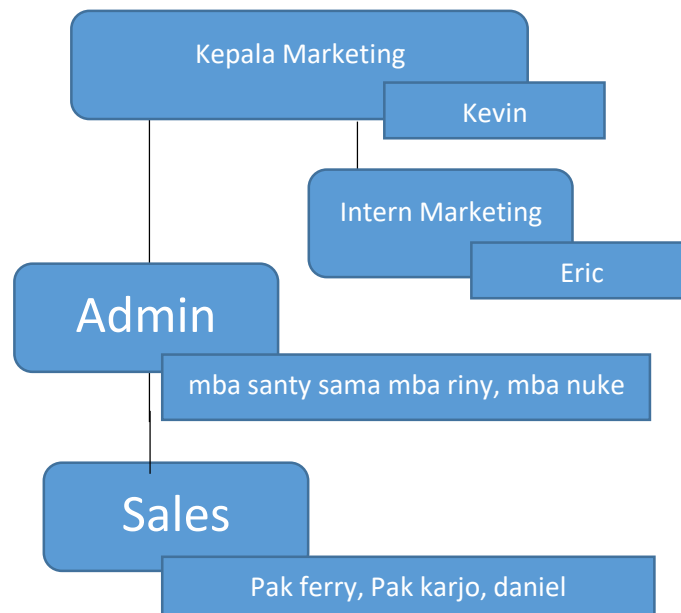 Kepala Marketing
Kevin
Intern Marketing
Eric
Admin
mba santy sama mba riny, mba nuke
Sales
Pak ferry, Pak karjo, daniel